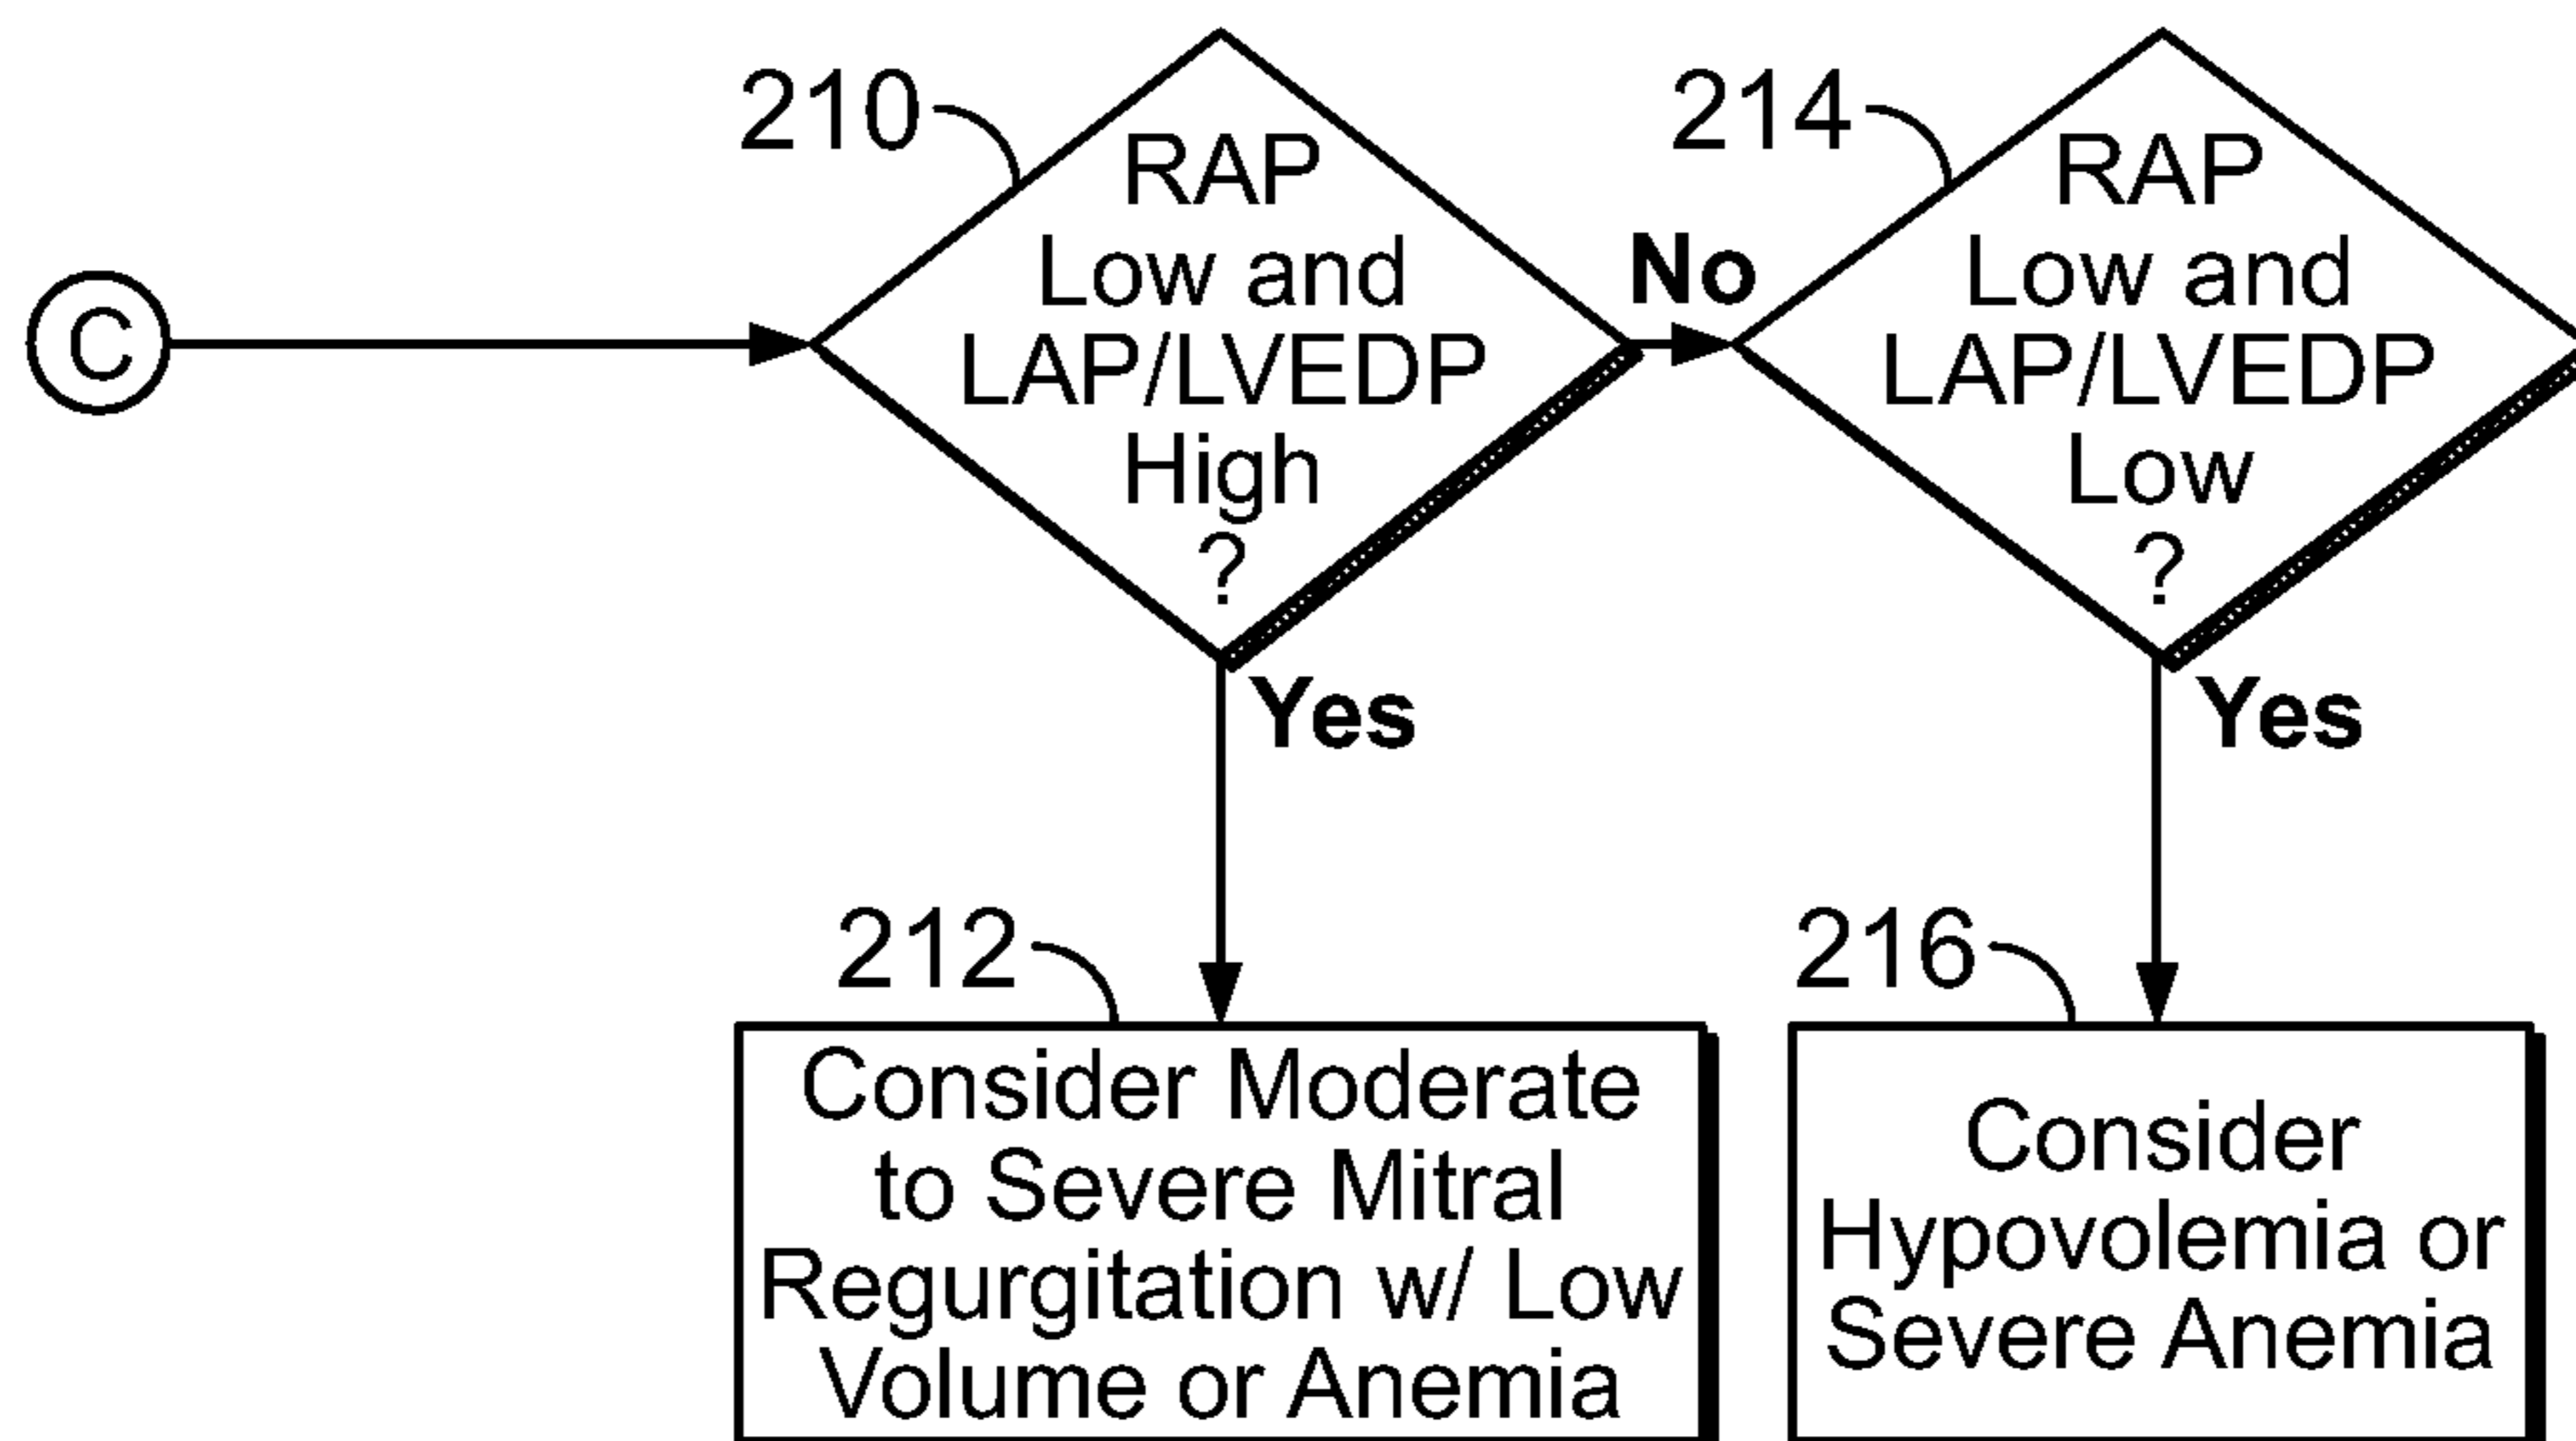 C
210
RAP
Low and
LAP/LVEDP
High
?
No
Yes
214
RAP
Low and
LAP/LVEDP
Low
?
Yes
212
Consider Moderate
to Severe Mitral
Regurgitation w/ Low
Volume or Anemia
216
Consider
Hypovolemia or
Severe Anemia